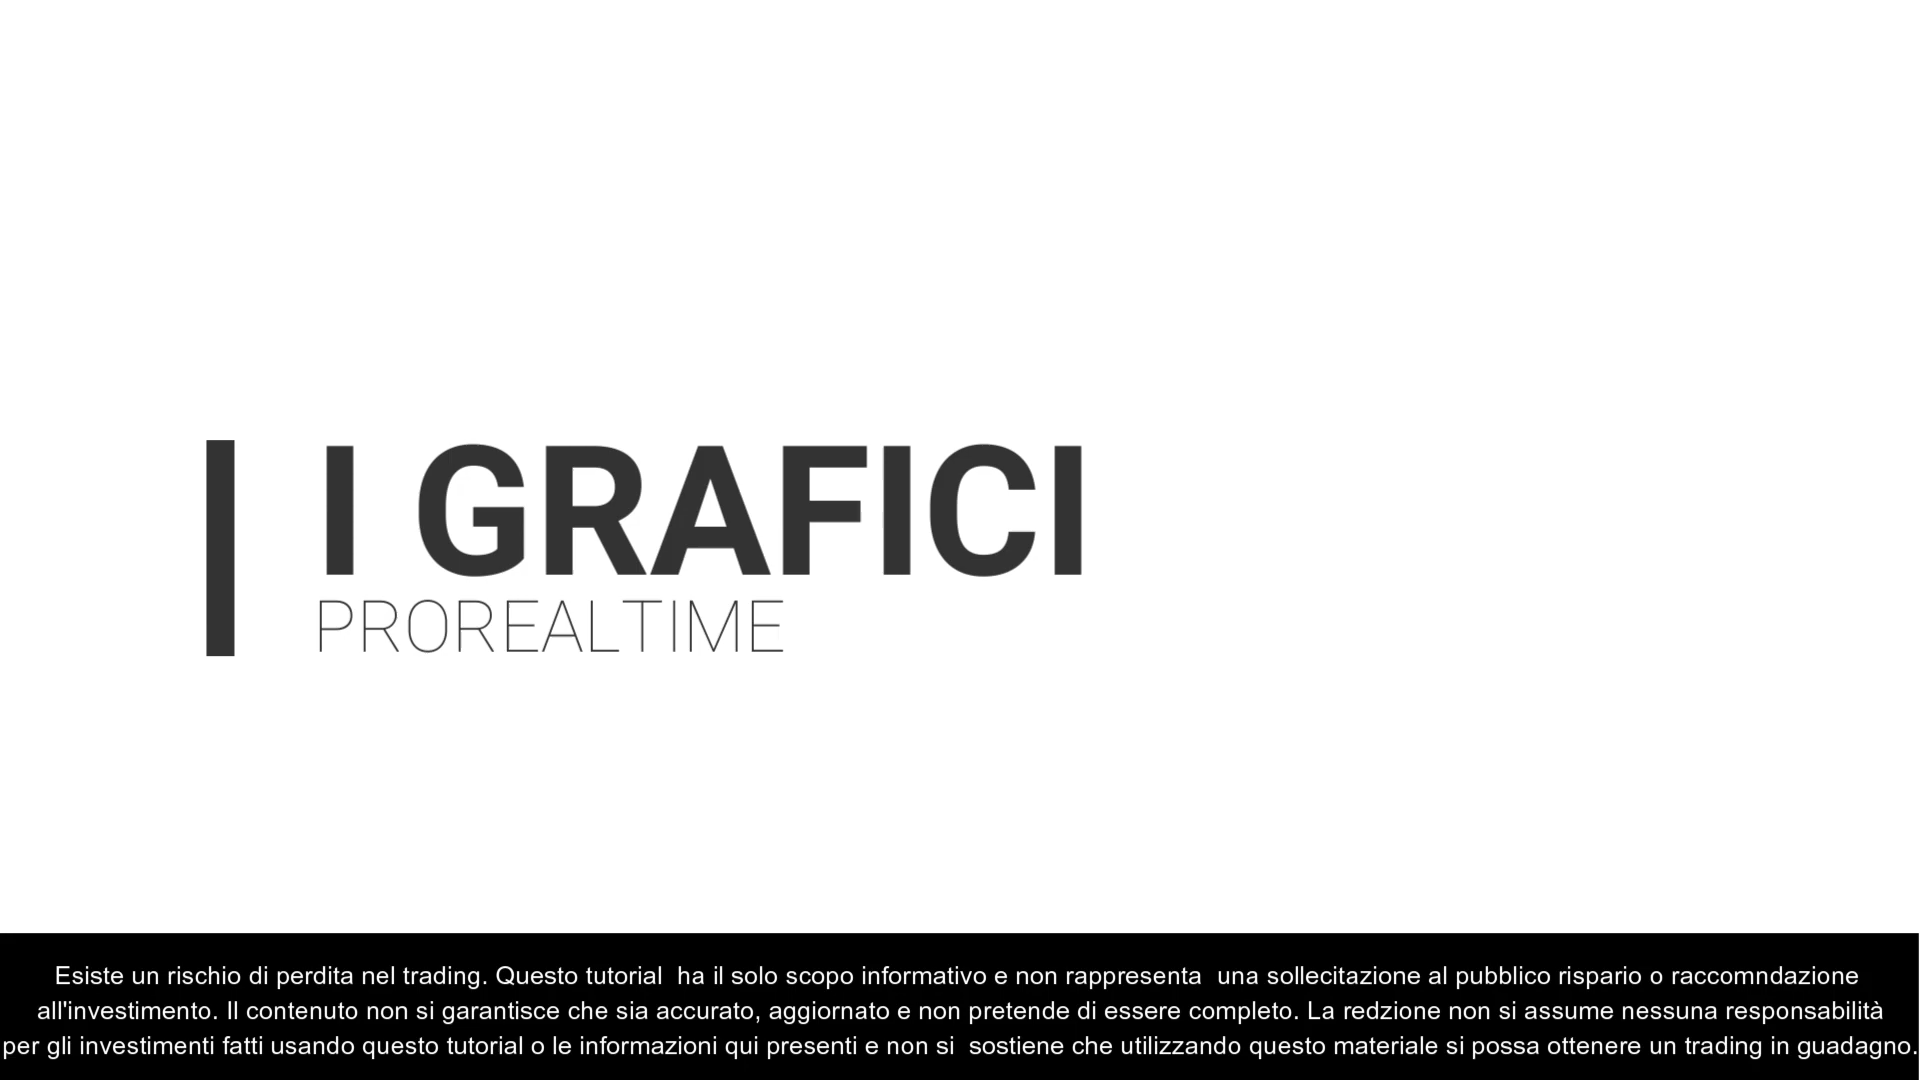 I GRAFICI
PROREALTIME
Esiste un rischio di perdita nel trading. Questo tutorial  ha il solo scopo informativo e non rappresenta  una sollecitazione al pubblico rispario o raccomndazione
all'investimento. Il contenuto non si garantisce che sia accurato, aggiornato e non pretende di essere completo. La redzione non si assume nessuna responsabilità
per gli investimenti fatti usando questo tutorial o le informazioni qui presenti e non si  sostiene che utilizzando questo materiale si possa ottenere un trading in guadagno.